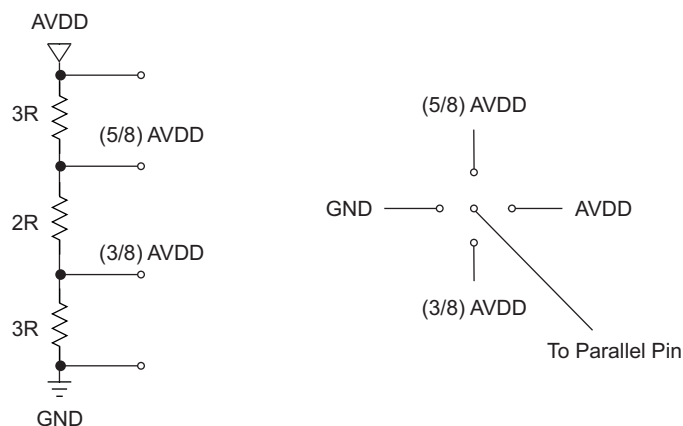 AVDD
3R
(5/8) AVDD
2R
(3/8) AVDD
3R
GND
(5/8) AVDD
GND
AVDD
(3/8) AVDD
To Parallel Pin